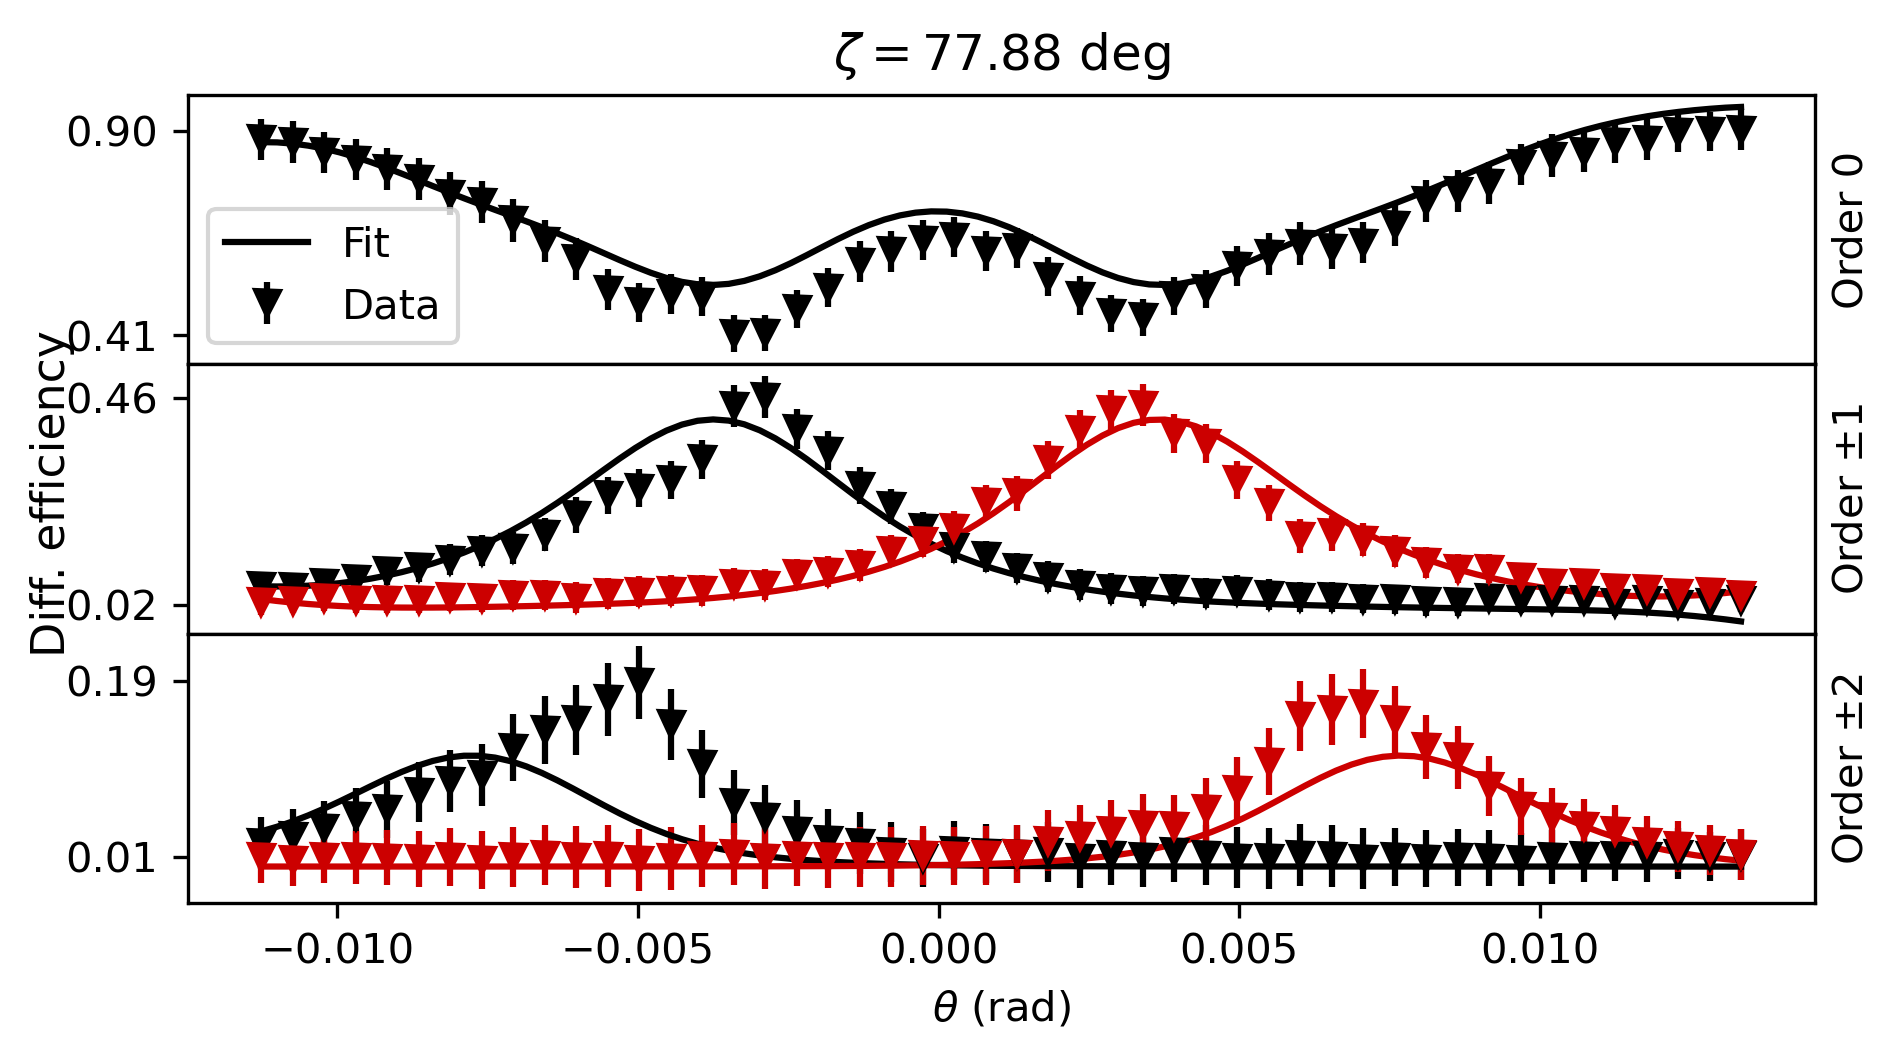 ζ = 77.88 deg
0.90
0.41
Fit
Data
Order 0
0.46
0.02
Order ±1
Diff. efficiency
0.19
0.01
Order ±2
−0.010 −0.005 0.000 0.005 0.010
θ (rad)